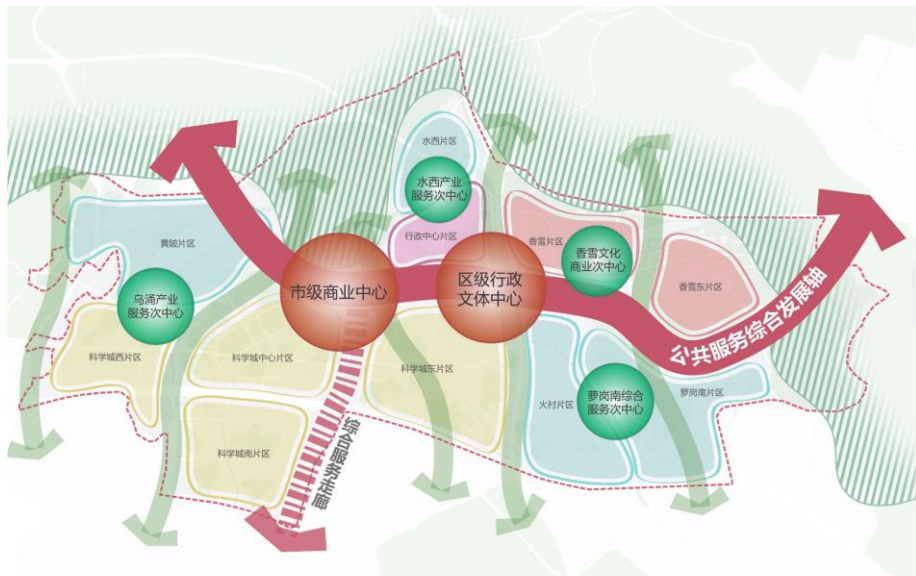 水西片区
水西产业
服务次中心
行政中心片区
黄陂片区
香雪片区
香雪文化
商业次中心
香雪东片区
市级商业中心
区级行政
文体中心
乌涌产业
服务次中心
公共服务综合发展轴
科学城西片区
科学城中心片区
科学城东片区
火村片区
萝岗南综合
服务次中心
萝岗南片区
科学城南片区
综合服务走廊